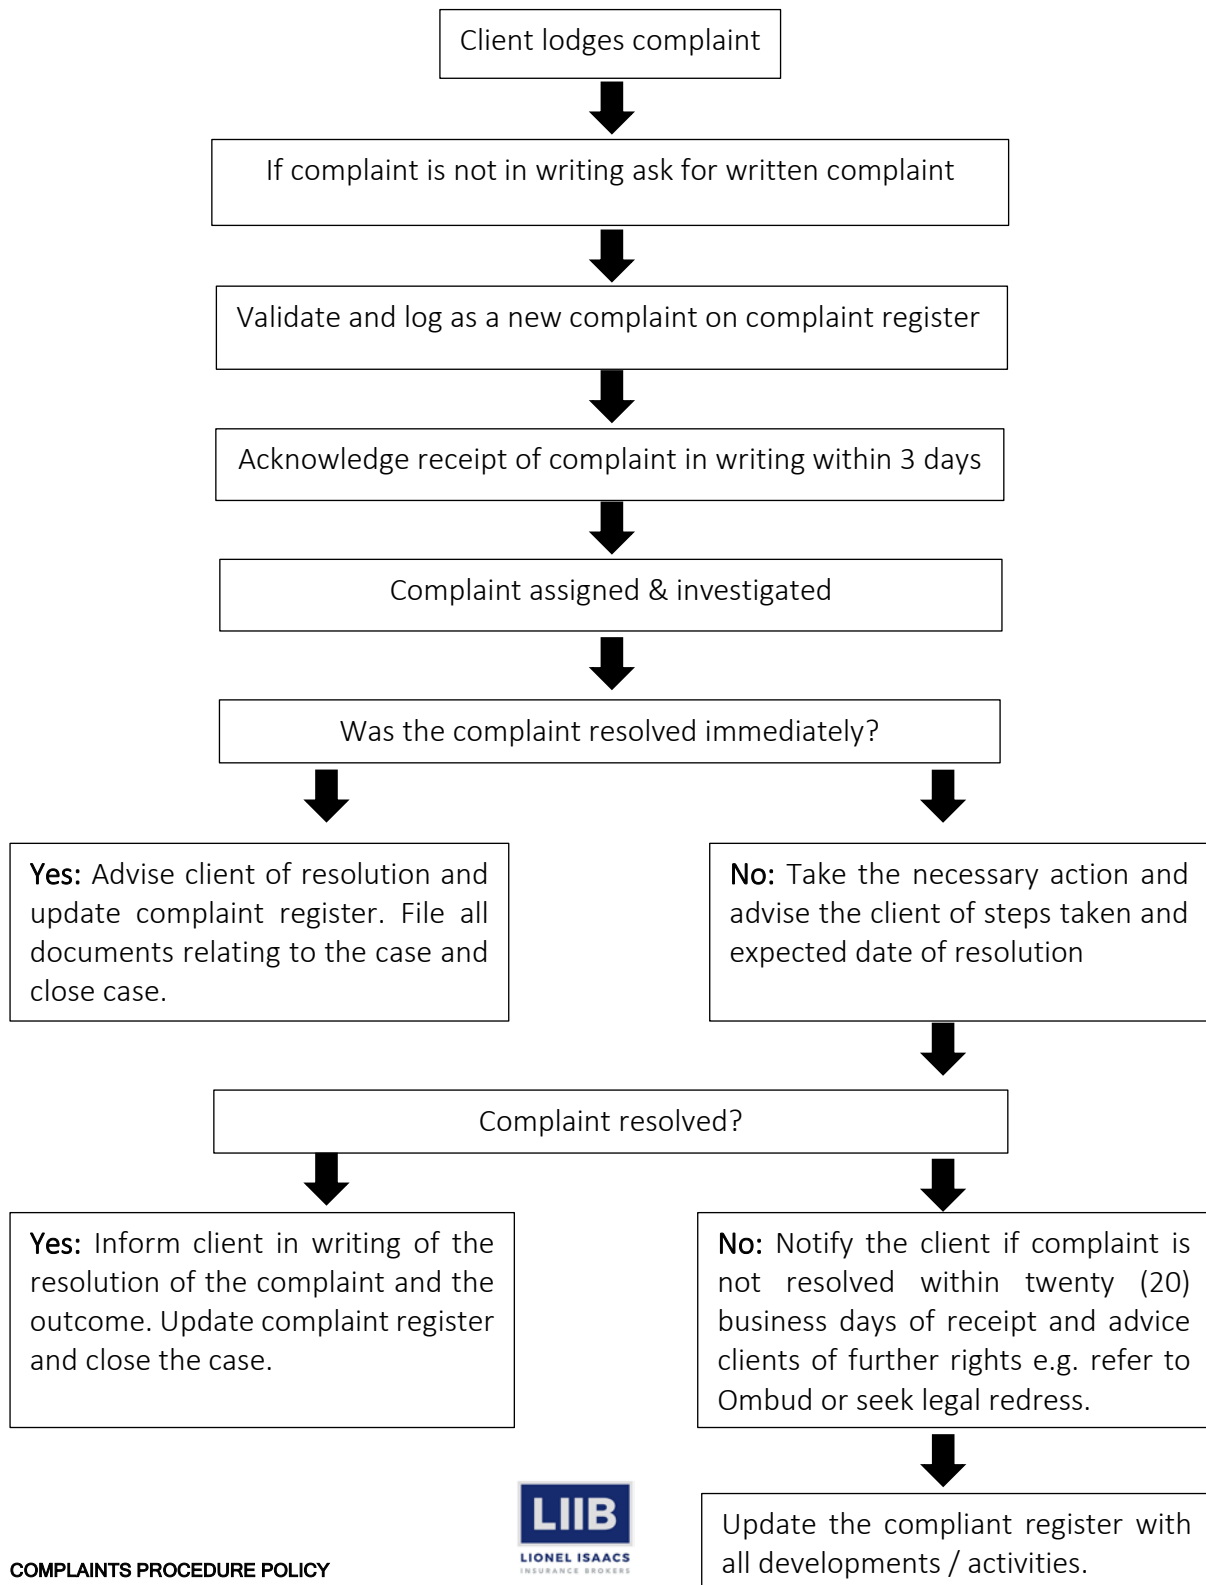 Client lodges complaint
If complaint is not in writing ask for written complaint
Validate and log as a new complaint on complaint register
Acknowledge receipt of complaint in writing within 3 days
Complaint assigned & investigated
Was the complaint resolved immediately?
Yes: Advise client of resolution and
update complaint register. File all
documents relating to the case and
close case.
No: Take the necessary action and
advise the client of steps taken and
expected date of resolution
Complaint resolved?
Yes: Inform client in writing of the
resolution of the complaint and the
outcome. Update complaint register
and close the case.
No: Notify the client if complaint is
not resolved within twenty (20)
business days of receipt and advice
clients of further rights e.g. refer to
Ombud or seek legal redress.
Update the compliant register with
all developments / activities.
LIIB
LIONEL ISAACS
INSURANCE BROKERS
COMPLAINTS PROCEDURE POLICY